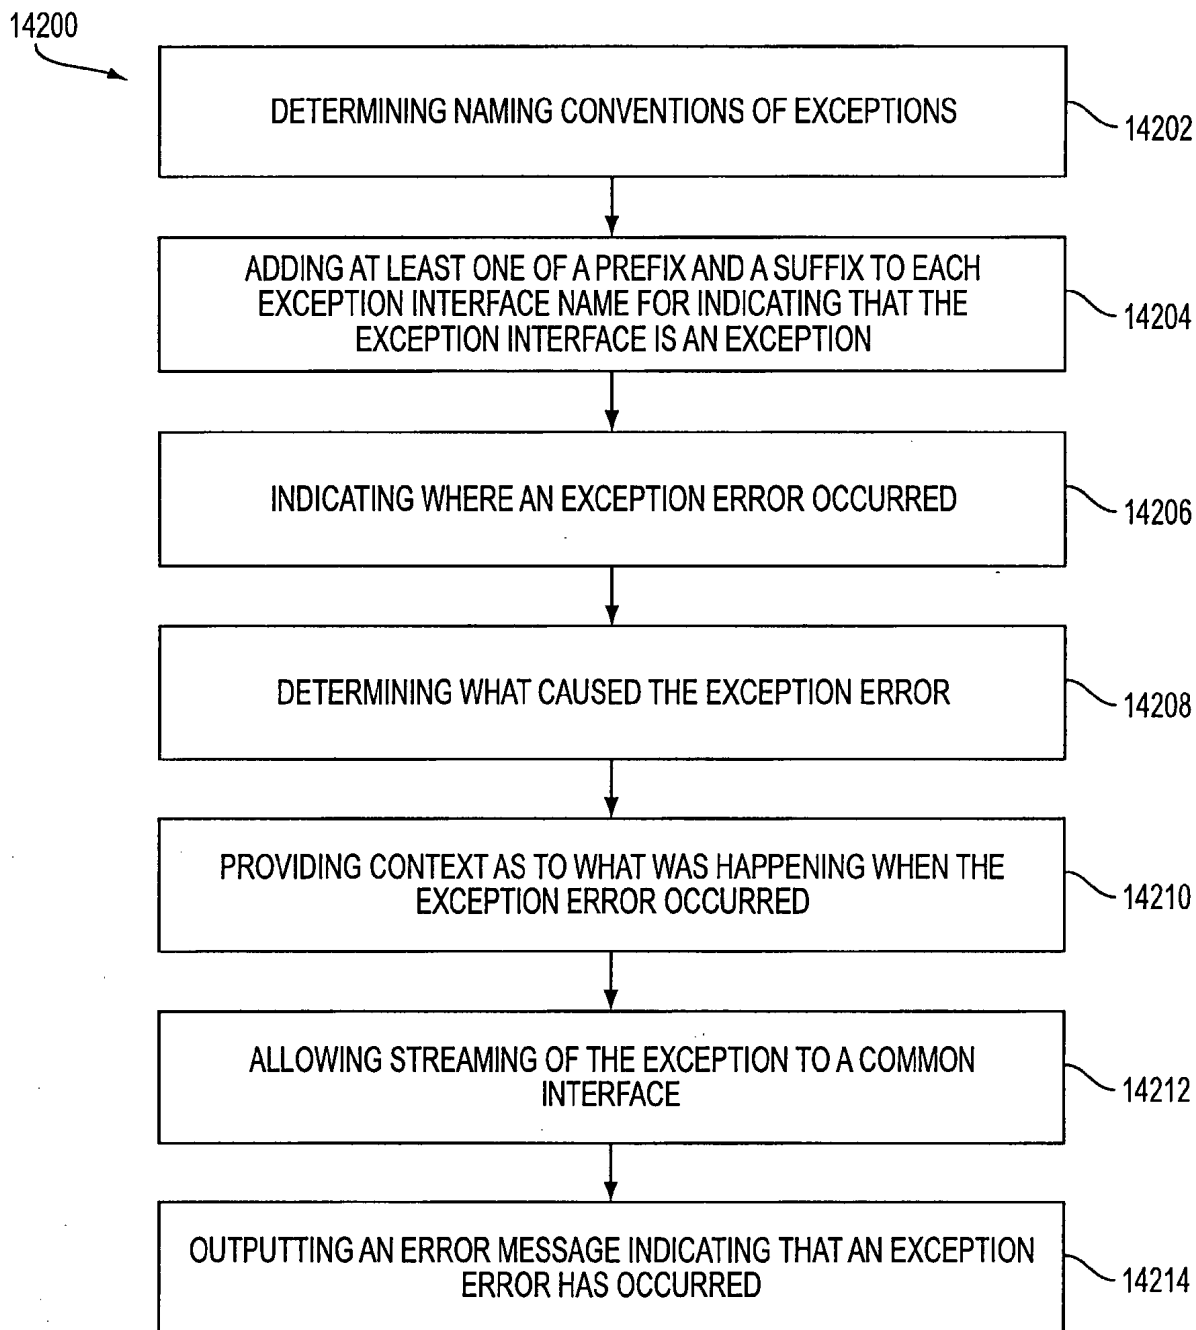 14200
DETERMINING NAMING CONVENTIONS OF EXCEPTIONS
14202
ADDING AT LEAST ONE OF A PREFIX AND A SUFFIX TO EACH
EXCEPTION INTERFACE NAME FOR INDICATING THAT THE
EXCEPTION INTERFACE IS AN EXCEPTION
14204
INDICATING WHERE AN EXCEPTION ERROR OCCURRED
14206
DETERMINING WHAT CAUSED THE EXCEPTION ERROR
14208
PROVIDING CONTEXT AS TO WHAT WAS HAPPENING WHEN THE
EXCEPTION ERROR OCCURRED
14210
ALLOWING STREAMING OF THE EXCEPTION TO A COMMON
INTERFACE
14212
OUTPUTTING AN ERROR MESSAGE INDICATING THAT AN EXCEPTION
ERROR HAS OCCURRED
14214